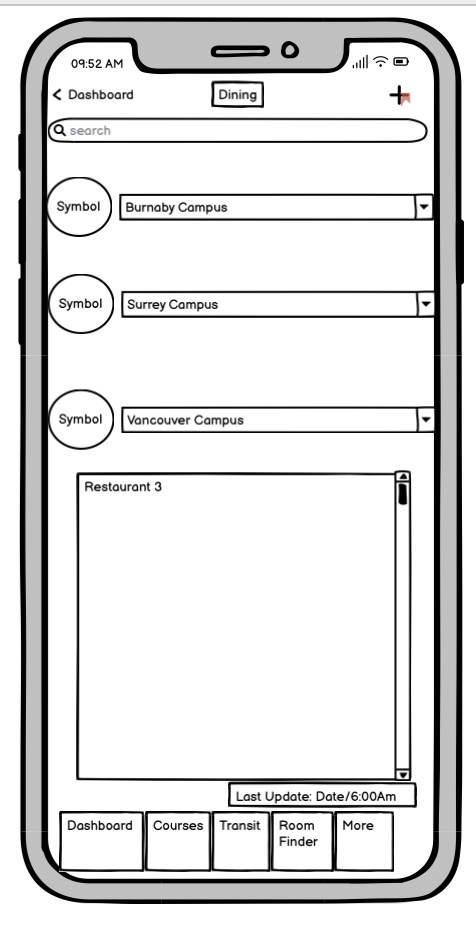 09:52 AM
Dashboard
Dining
search
Symbol
Burnaby Campus
Symbol
Surrey Campus
Symbol
Vancouver Campus
Restaurant 3
Last Update: Date/6:00Am
Dashboard
Courses
Transit
Room
Finder
More